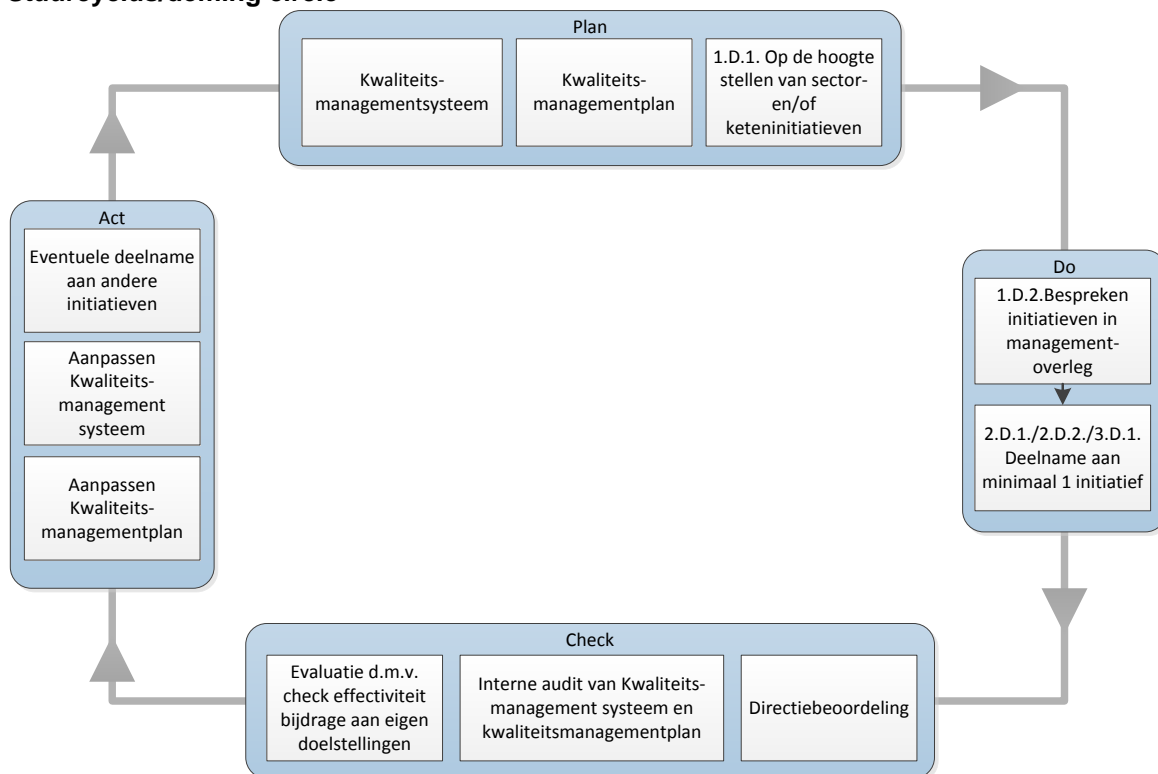 Stuurcyclus/deming circle
Plan
Kwaliteits-
managementsysteem
Kwaliteits-
managementplan
1.D.1. Op de hoogte
stellen van sector-
en/of
keteninitiatieven
Do
1.D.2.Bespreken
initiatieven in
management-
overleg
2.D.1./2.D.2./3.D.1.
Deelname aan
minimaal 1 initiatief
Check
Evaluatie d.m.v.
check effectiviteit
bijdrage aan eigen
doelstellingen
Interne audit van Kwaliteits-
management systeem en
kwaliteitsmanagementplan
Directiebeoordeling
Act
Eventuele deelname
aan andere
initiatieven
Aanpassen
Kwaliteits-
management
systeem
Aanpassen
Kwaliteits-
managementplan